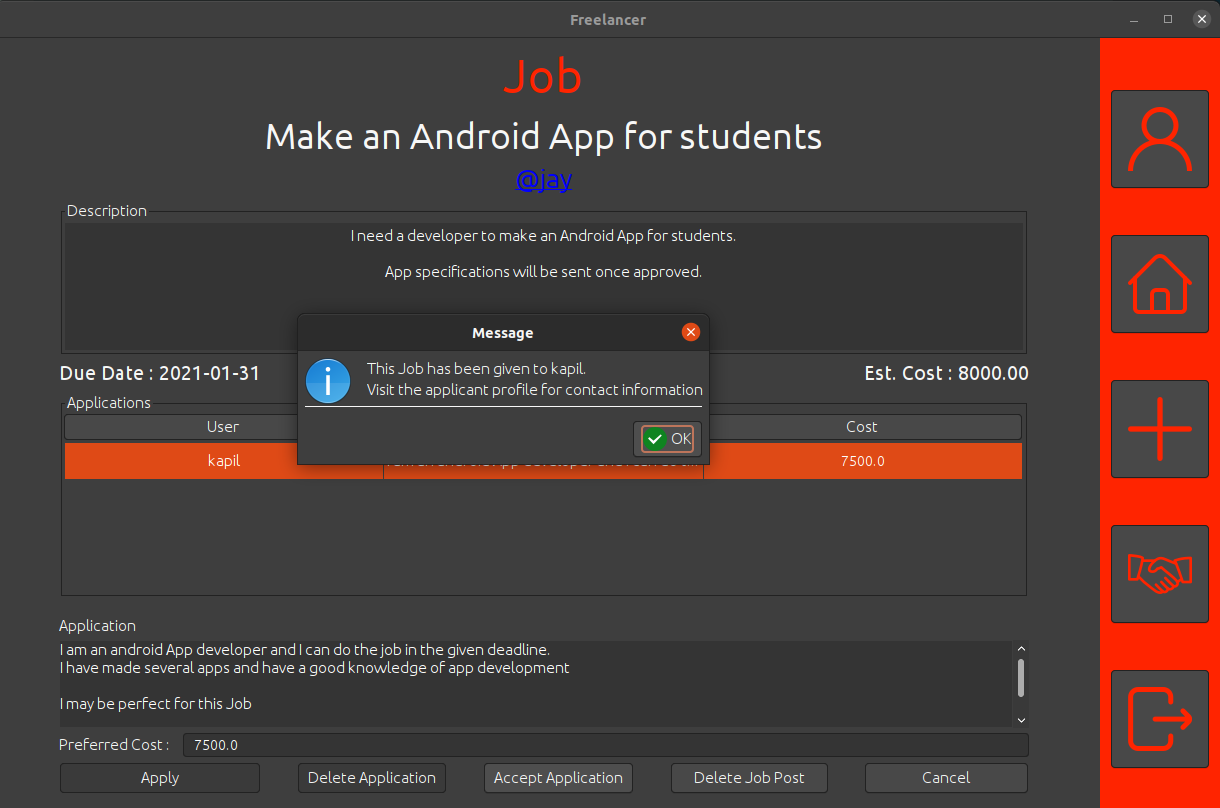 Freelancer
Job
Make an Android App for students
@jay
Description
I need a developer to make an Android App for students.
App specifications will be sent once approved.
Message
This Job has been given to kapil.
Visit the applicant profile for contact information
OK
Due Date : 2021-01-31
Est. Cost : 8000.00
Applications
User
Cost
kapil
7500.0
Application
I am an android App developer and I can do the job in the given deadline.
I have made several apps and have a good knowledge of app development
I may be perfect for this Job
Preferred Cost :
7500.0
Apply
Delete Application
Accept Application
Delete Job Post
Cancel